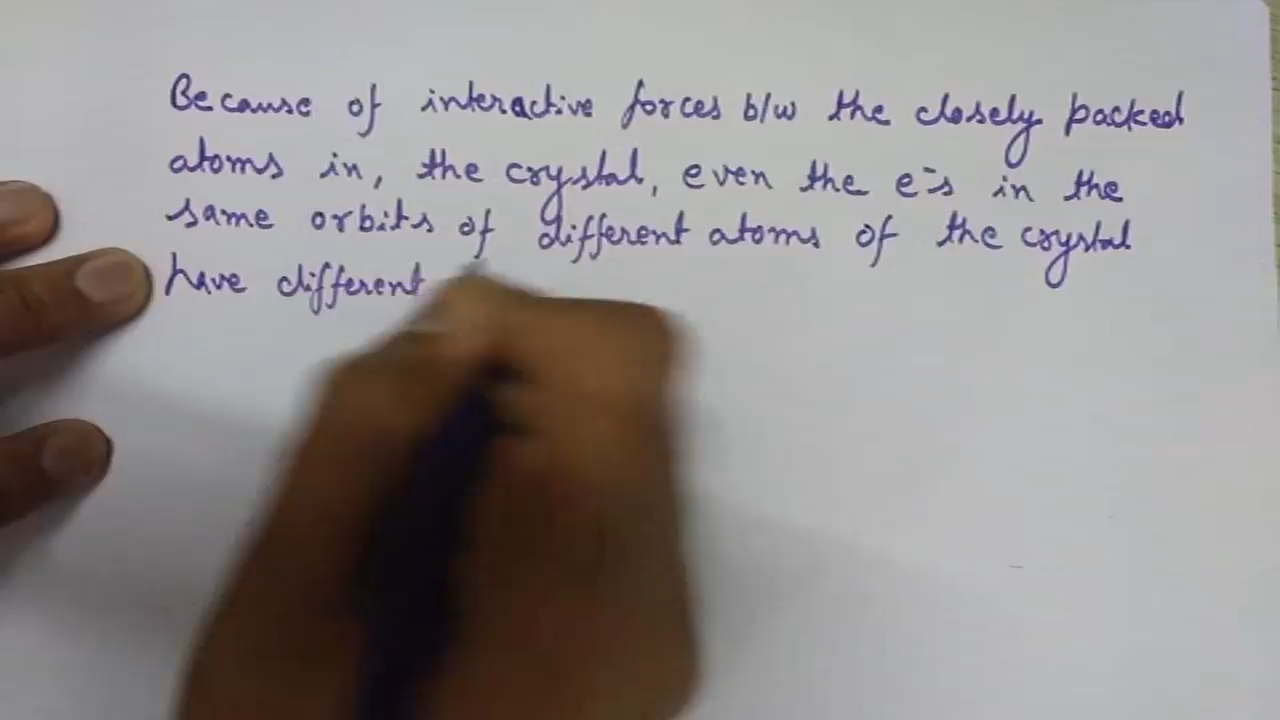 Because of interactive forces b/w the closely packed
atoms in, the crystal, even the e⁻s in the
same orbits of different atoms of the crystal
have different